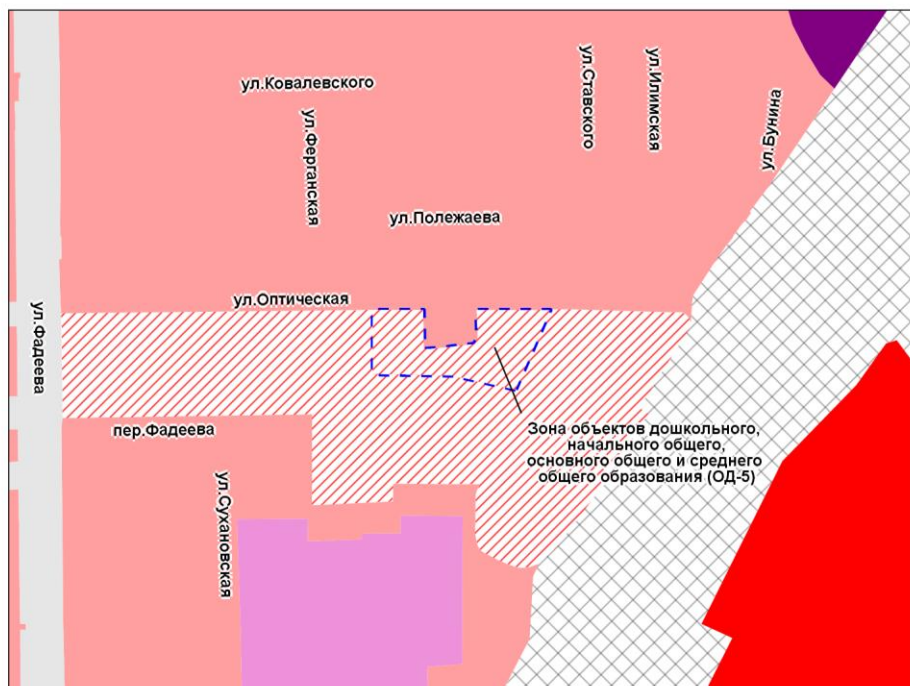 ул.Ковалевского
ул.Ферганская
ул.Ставского
ул.Илимская
ул.Бунина
ул.Полежаева
ул.Оптическая
ул.Фадеева
пер.Фадеева
ул.Сухановская
Зона объектов дошкольного,
начального общего,
основного общего и среднего
общего образования (ОД-5)